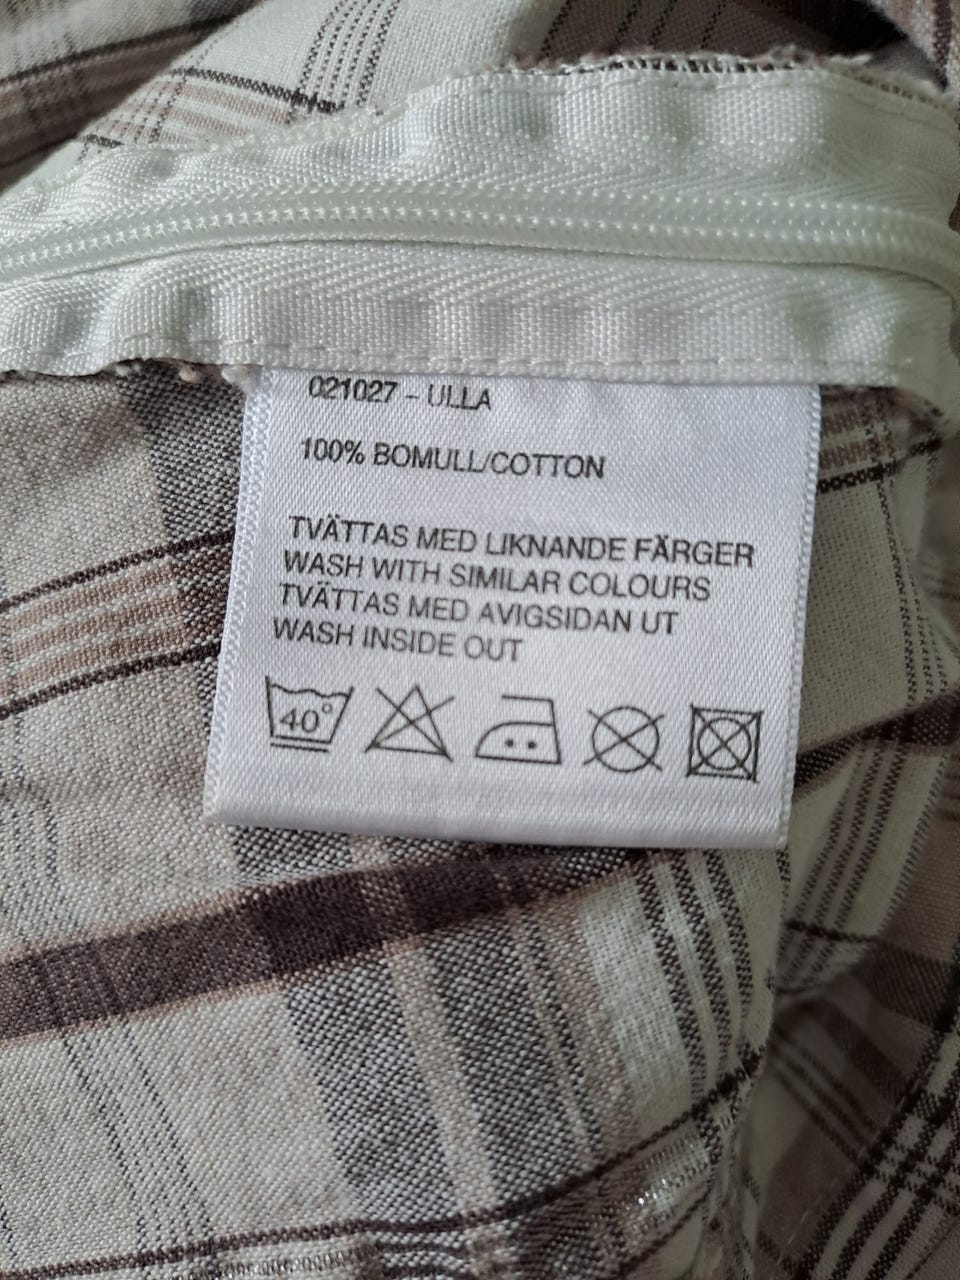 021027 - ULLA
100% BOMULL/COTTON
TVÄTTAS MED LIKNANDE FÄRGER
WASH WITH SIMILAR COLOURS
TVÄTTAS MED AVIGSIDAN UT
WASH INSIDE OUT
40°